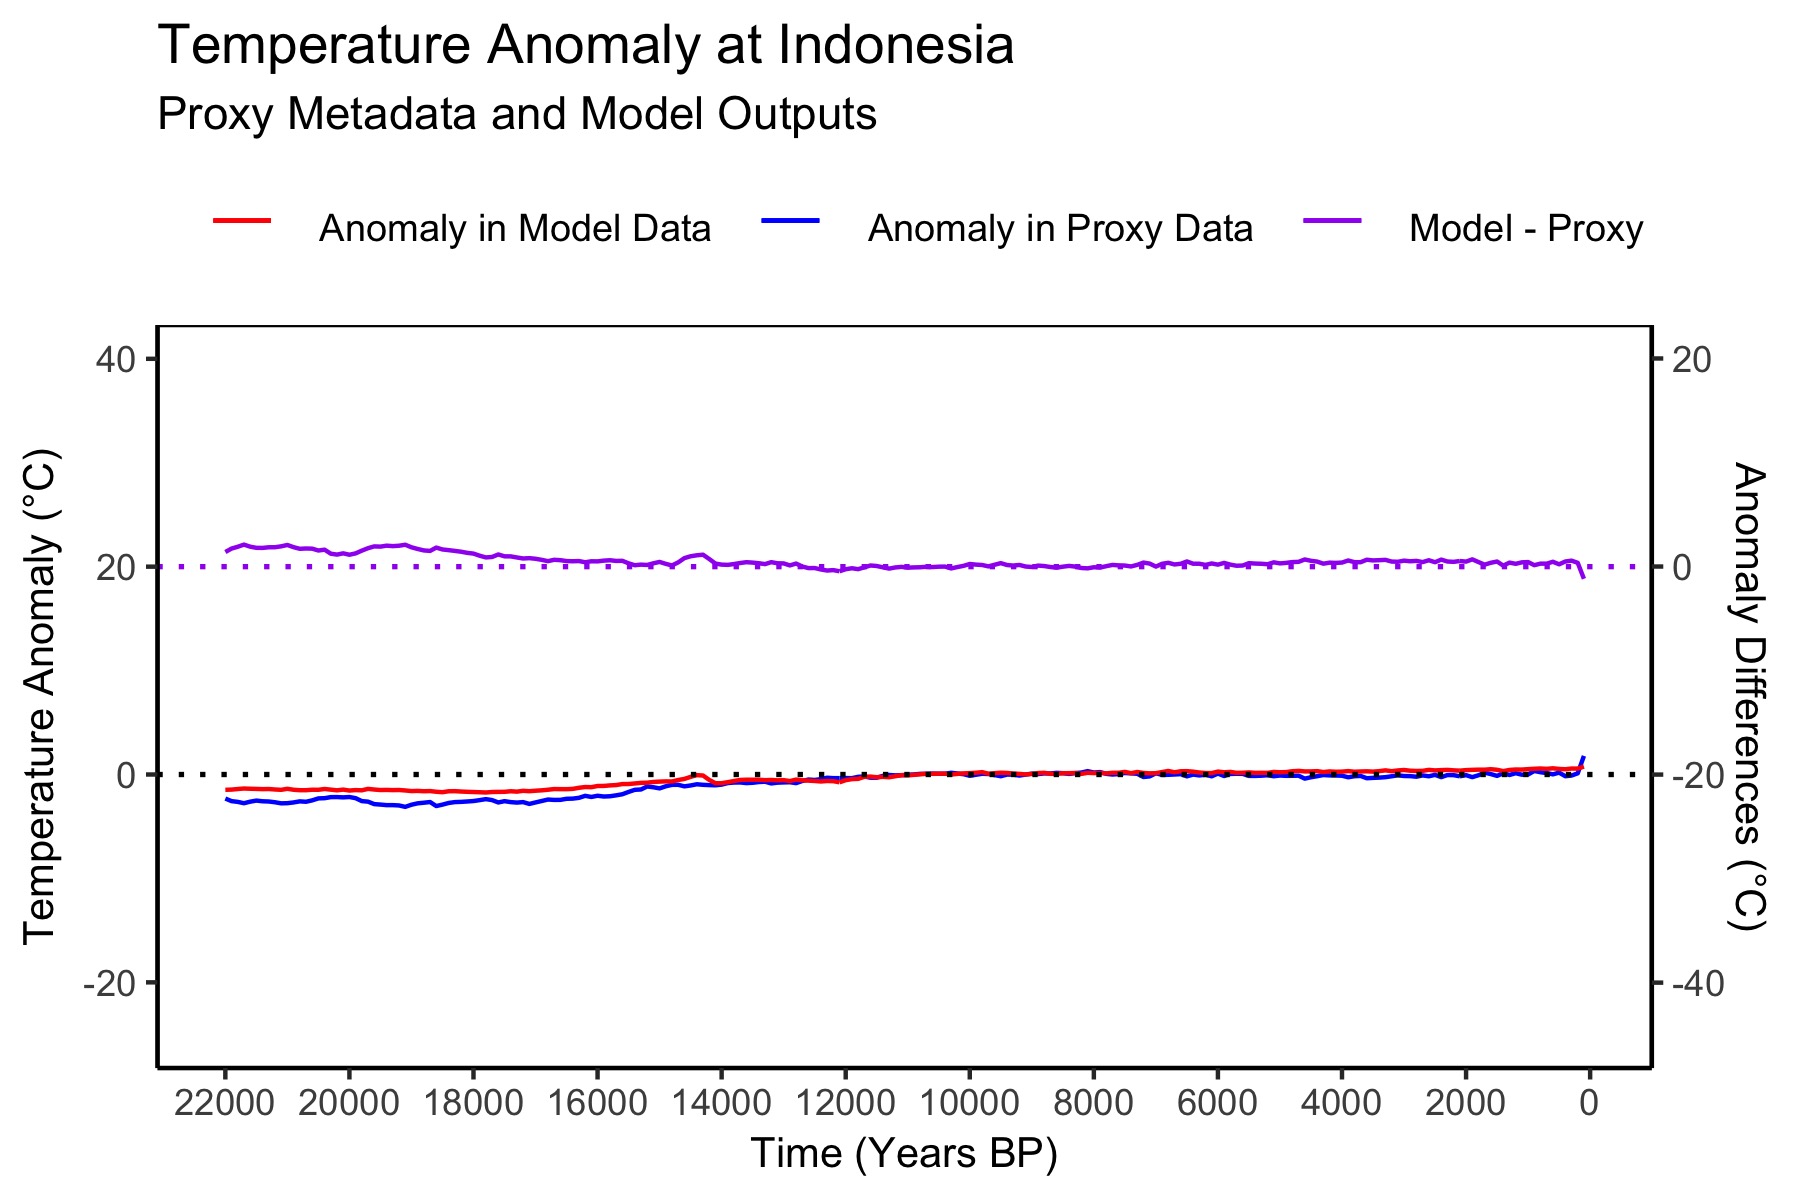 Temperature Anomaly at Indonesia
Proxy Metadata and Model Outputs
Anomaly in Model Data Anomaly in Proxy Data Model - Proxy
Temperature Anomaly (°C)
40
20
0
-20
20
0
-20
-40
Anomaly Differences (°C)
22000 20000 18000 16000 14000 12000 10000 8000 6000 4000 2000 0
Time (Years BP)